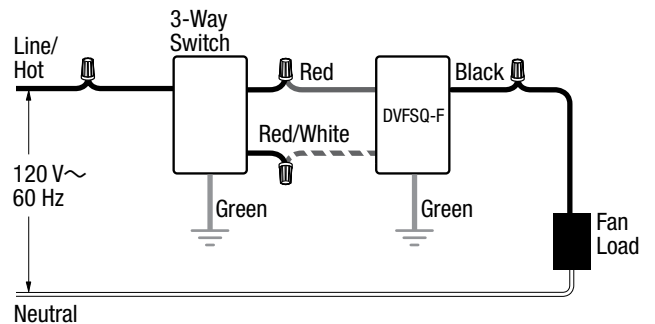 3-Way
Switch
Line/
Hot
Red
Black
DVFSQ-F
Red/White
120 V～
60 Hz
Green
Green
Fan
Load
Neutral